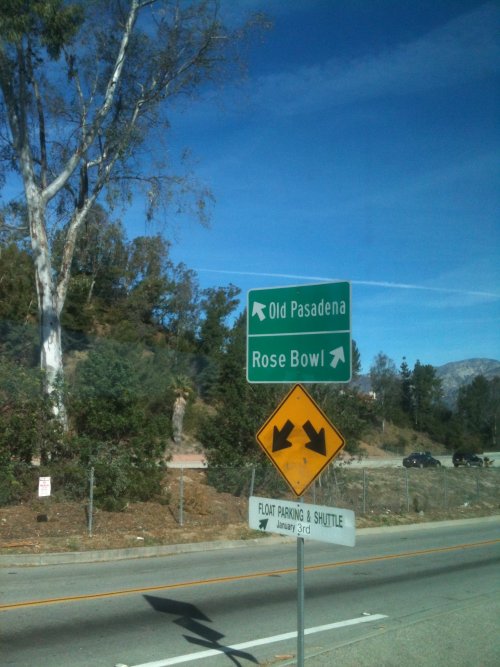 Old Pasadena
Rose Bowl
FLOAT PARKING & SHUTTLE
January 3rd